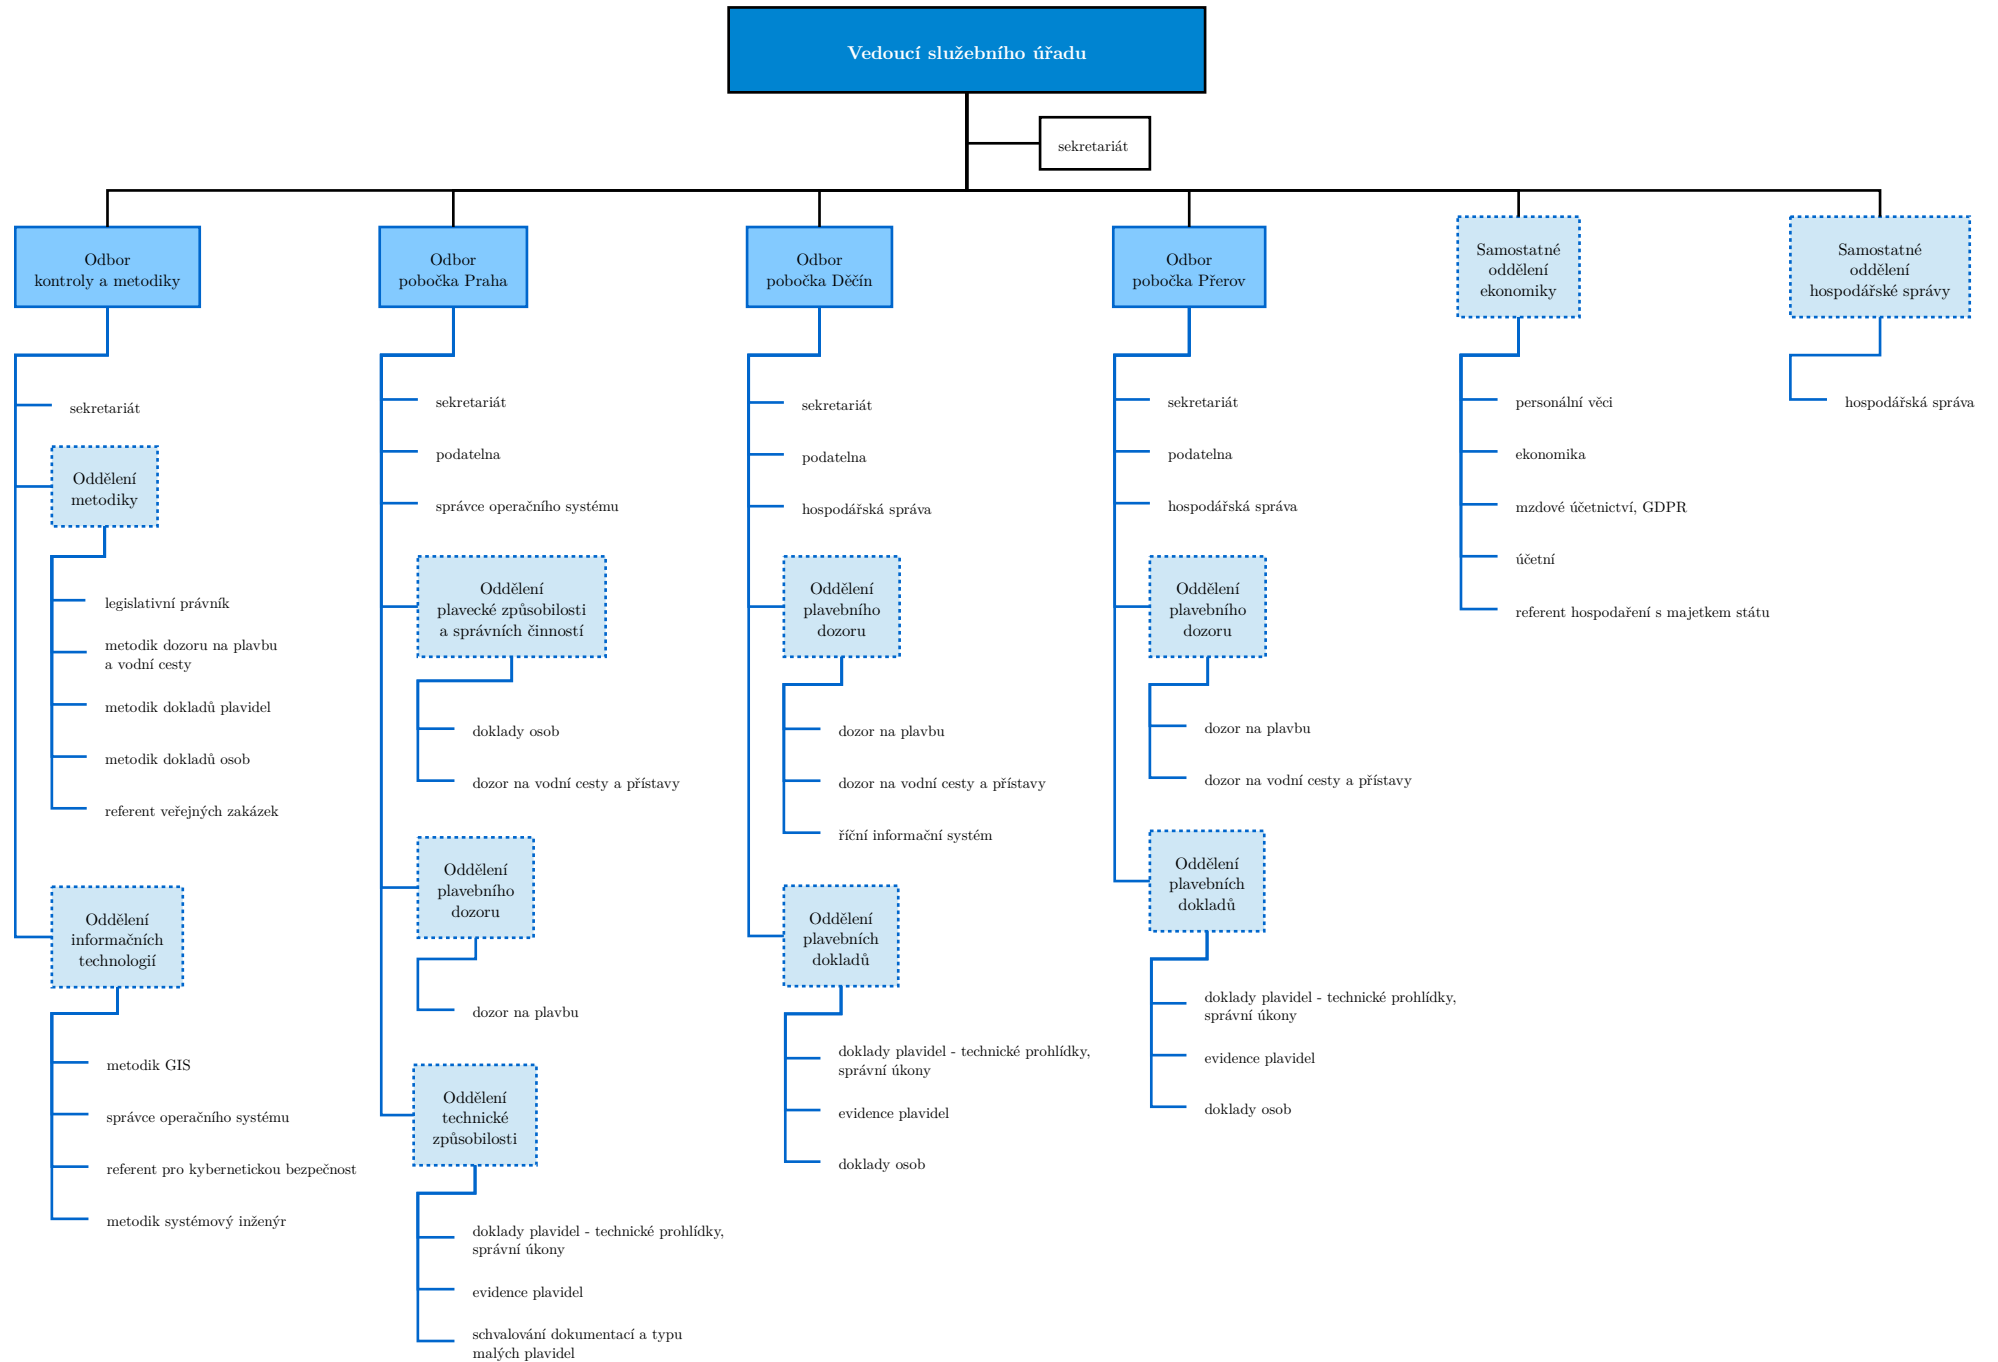 Vedoucí služebního úřadu
sekretariát
Odbor
kontroly a metodiky
sekretariát
Oddělení
metodiky
legislativní právník
metodik dozoru na plavbu
a vodní cesty
metodik dokladů plavidel
metodik dokladů osob
referent veřejných zakázek
Oddělení
informačních
technologií
metodik GIS
správce operačního systému
referent pro kybernetickou bezpečnost
metodik systémový inženýr
Odbor
pobočka Praha
sekretariát
podatelna
správce operačního systému
Oddělení
plavecké způsobilosti
a správních činností
doklady osob
dozor na vodní cesty a přístavy
Oddělení
plavebního
dozoru
dozor na plavbu
Oddělení
technické
způsobilosti
doklady plavidel - technické prohlídky,
správní úkony
evidence plavidel
schvalování dokumentací a typu
malých plavidel
Odbor
pobočka Děčín
sekretariát
podatelna
hospodářská správa
Oddělení
plavebního
dozoru
dozor na plavbu
dozor na vodní cesty a přístavy
říční informační systém
Oddělení
plavebních
dokladů
doklady plavidel - technické prohlídky,
správní úkony
evidence plavidel
doklady osob
Odbor
pobočka Přerov
sekretariát
podatelna
hospodářská správa
Oddělení
plavebního
dozoru
dozor na plavbu
dozor na vodní cesty a přístavy
Oddělení
plavebních
dokladů
doklady plavidel - technické prohlídky,
správní úkony
evidence plavidel
doklady osob
Samostatné
oddělení
ekonomiky
personální věci
ekonomika
mzdové účetnictví, GDPR
účetní
referent hospodaření s majetkem státu
Samostatné
oddělení
hospodářské správy
hospodářská správa